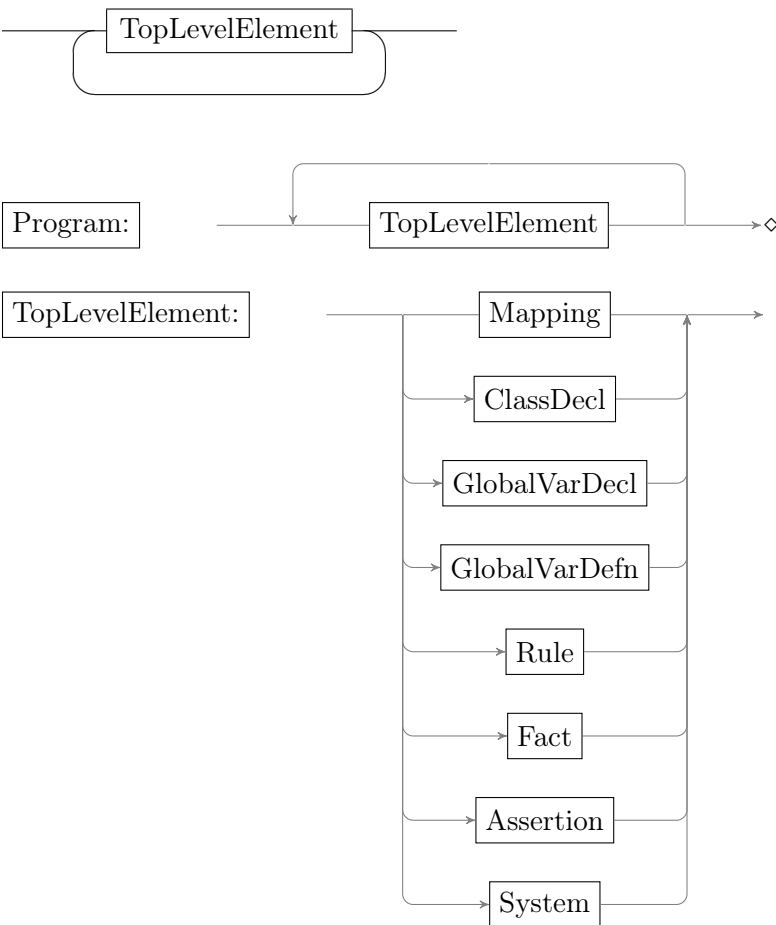 TopLevelElement
Program: TopLevelElement
TopLevelElement: Mapping
ClassDecl
GlobalVarDecl
GlobalVarDefn
Rule
Fact
Assertion
System